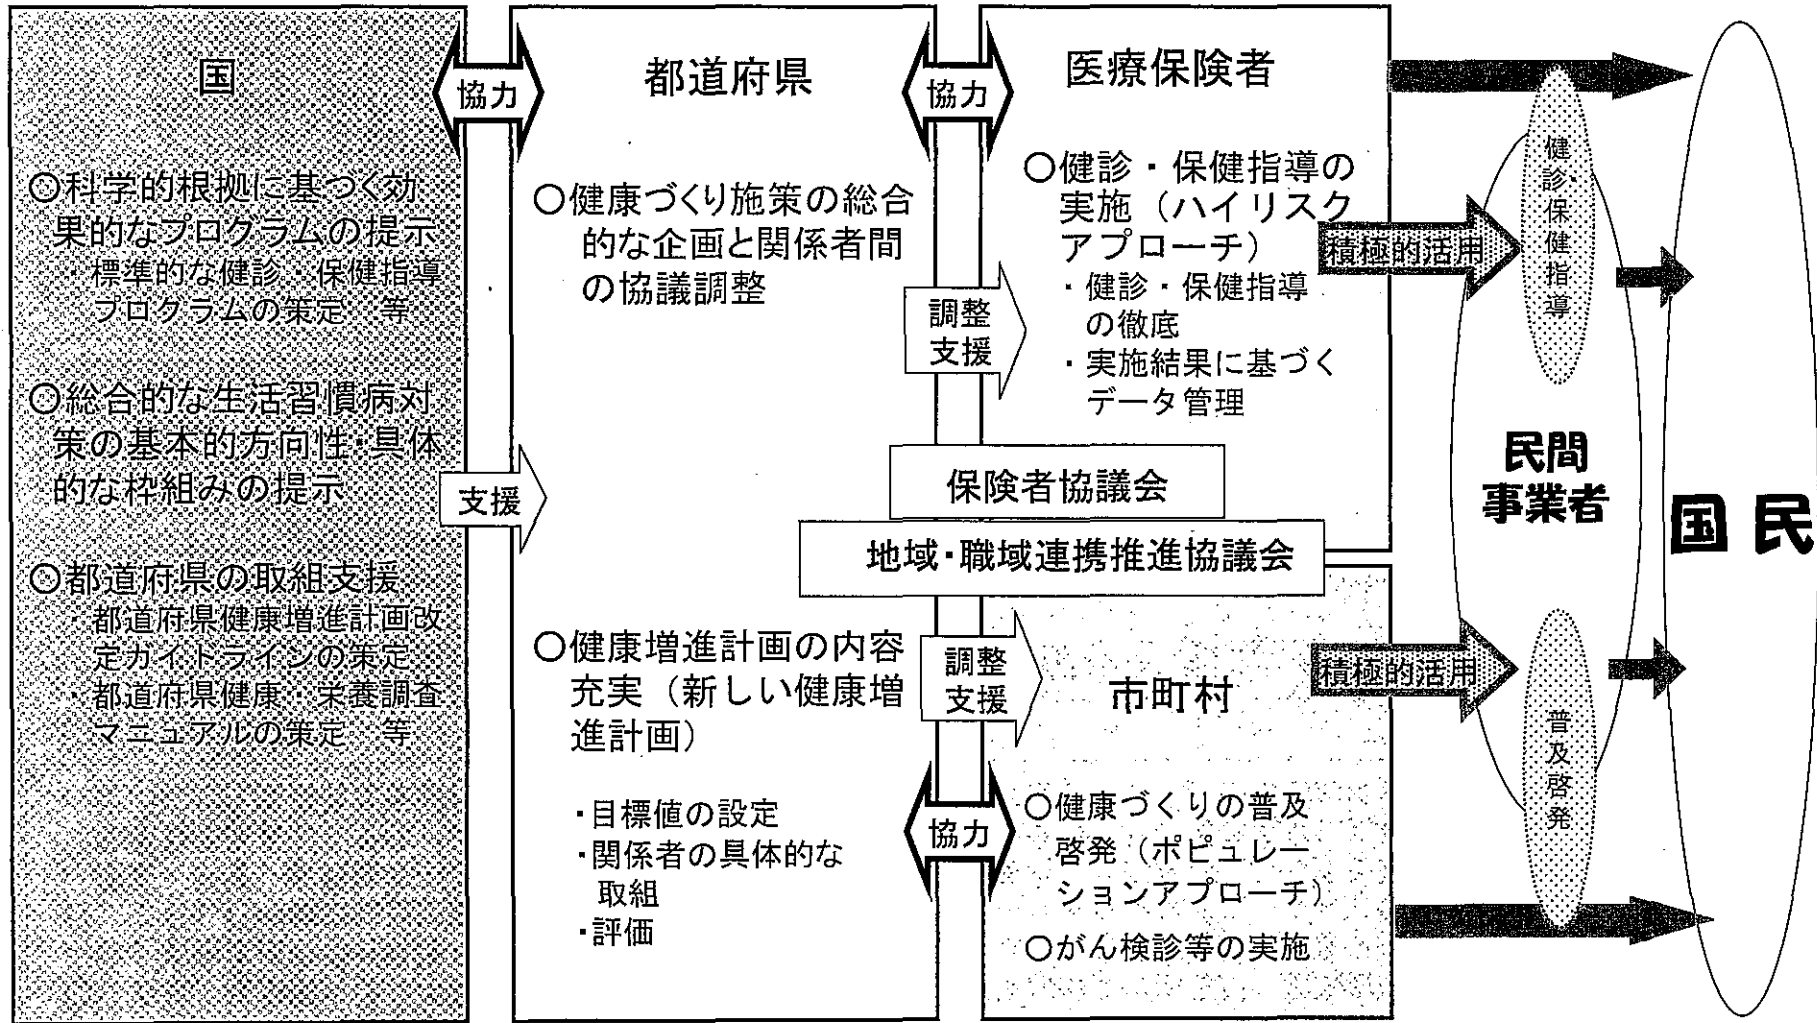 国
○科学的根拠に基づく効
果的なプログラムの提示
・標準的な健診・保健指導
プログラムの策定 等
○総合的な生活習慣病対
策の基本的方向性・具体
的な枠組みの提示
○都道府県の取組支援
・都道府県健康増進計画改
定ガイドラインの策定
・都道府県健康・栄養調査
マニュアルの策定 等
協力
支援
都道府県
○健康づくり施策の総合
的な企画と関係者間
の協議調整
○健康増進計画の内容
充実（新しい健康増
進計画）
・目標値の設定
・関係者の具体的な
取組
・評価
協力
調整
支援
保険者協議会
地域・職域連携推進協議会
調整
支援
協力
医療保険者
○健診・保健指導の
実施（ハイリスク
アプローチ）
・健診・保健指導
の徹底
・実施結果に基づく
データ管理
市町村
○健康づくりの普及
啓発（ポピュレー
ションアプローチ）
○がん検診等の実施
積極的活用
積極的活用
健診・保健指導
民間
事業者
普及啓発
国民